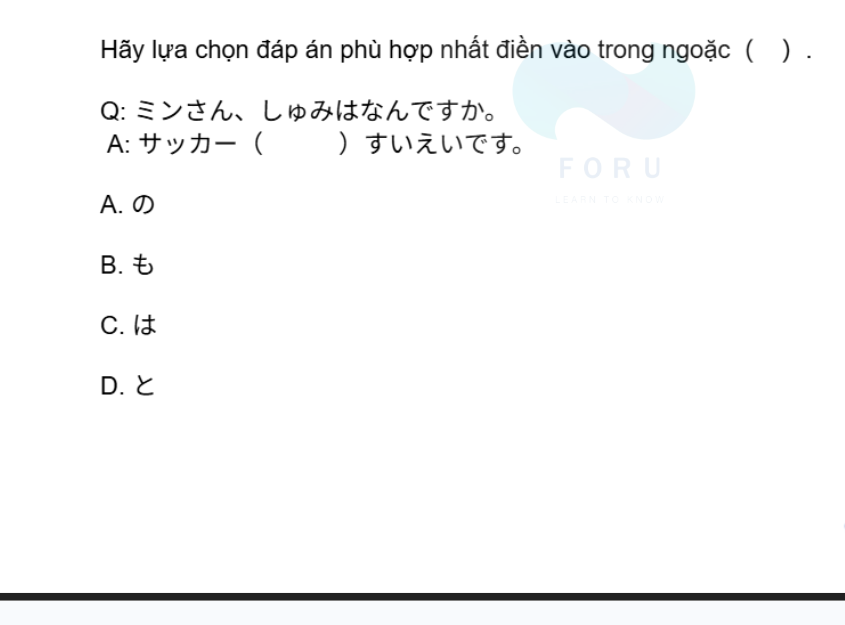 Hãy lựa chọn đáp án phù hợp nhất điền vào trong ngoặc (　) .
Q: ミンさん、しゅみはなんですか。
A: サッカー（　　　）すいえいです。
FORU
LEARN TO KNOW
A. の
B. も
C. は
D. と